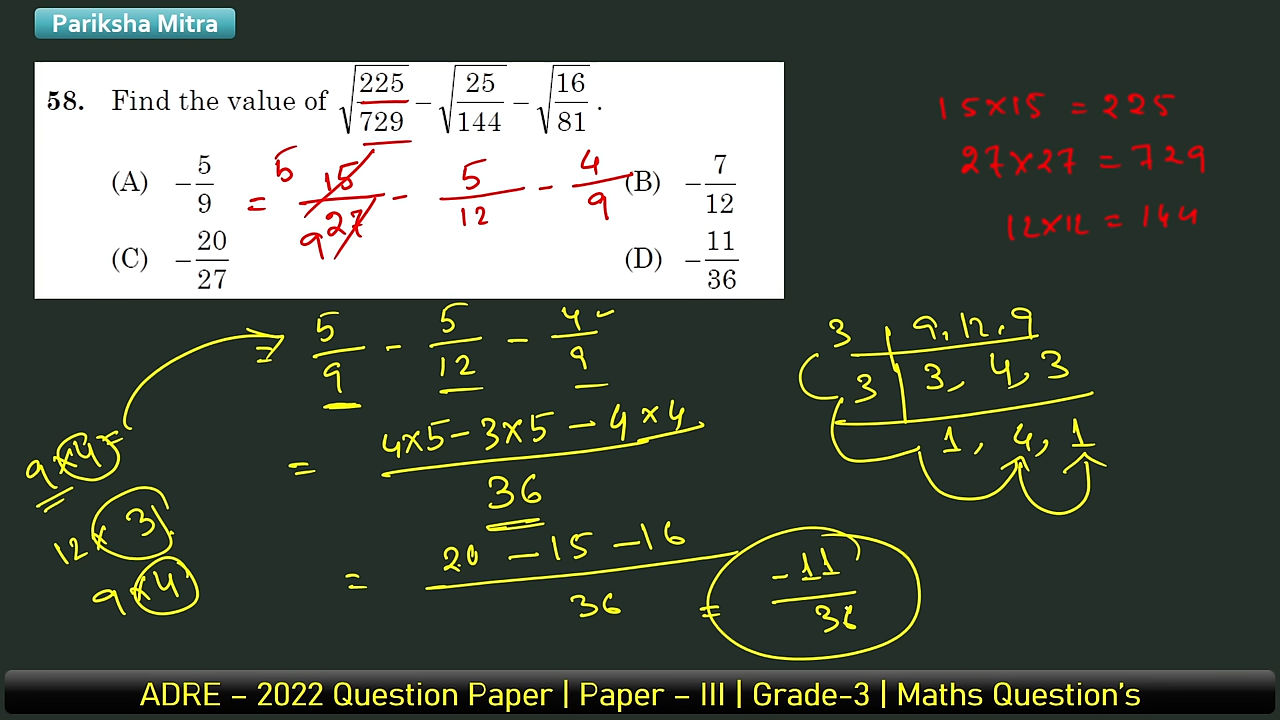 Pariksha Mitra
58. Find the value of √(225/729) – √(25/144) – √(16/81) .
(A) –5/9
(B) –7/12
(C) –20/27
(D) –11/36
= 5 15/27 9 - 5/12 - 4/9
15×15 = 225
27×27 = 729
12×12 = 144
= 5/9 - 5/12 - 4/9
= 4×5-3×5-4×4/36
= 20-15-16/36 = -11/36
9×4=
12×3
9×4
3 | 9,12,9
3 | 3,4,3
1,4,1
ADRE – 2022 Question Paper | Paper – III | Grade-3 | Maths Question's